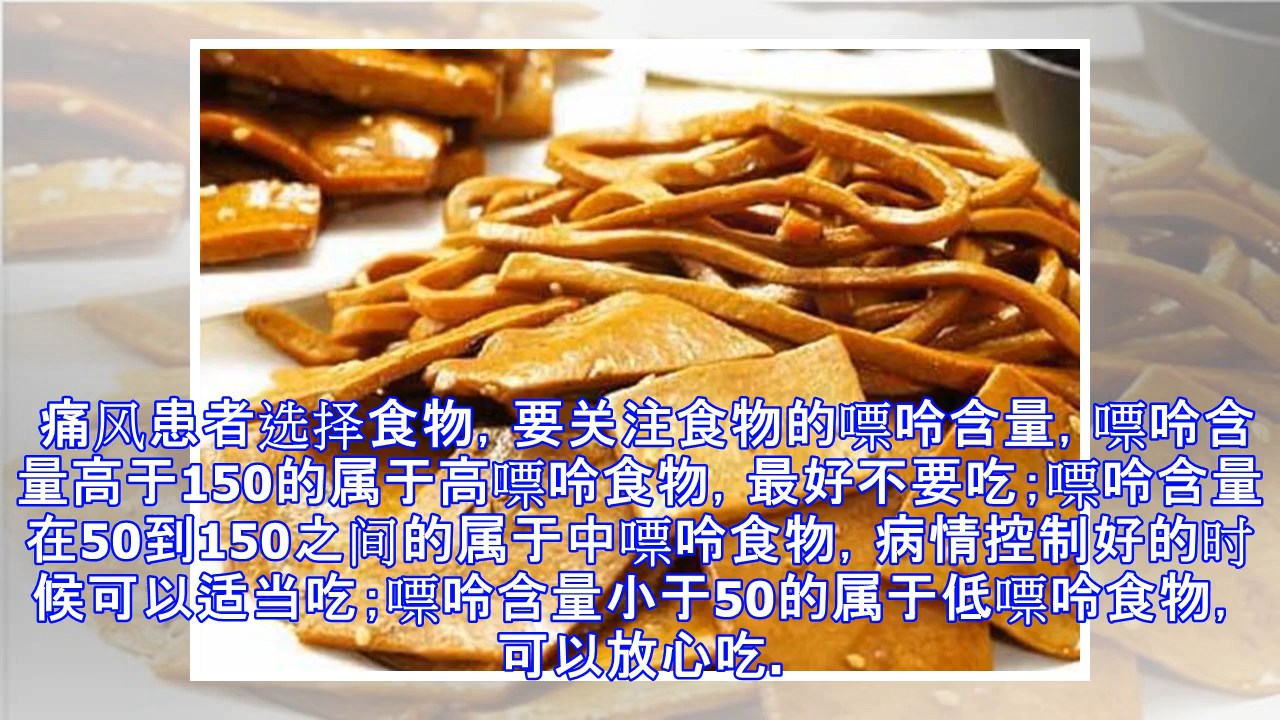 痛风患者选择食物, 要关注食物的嘌呤含量, 嘌呤含
量高于150的属于高嘌呤食物, 最好不要吃;嘌呤含量
在50到150之间的属于中嘌呤食物, 病情控制好的时
候可以适当吃;嘌呤含量小于50的属于低嘌呤食物,
可以放心吃.